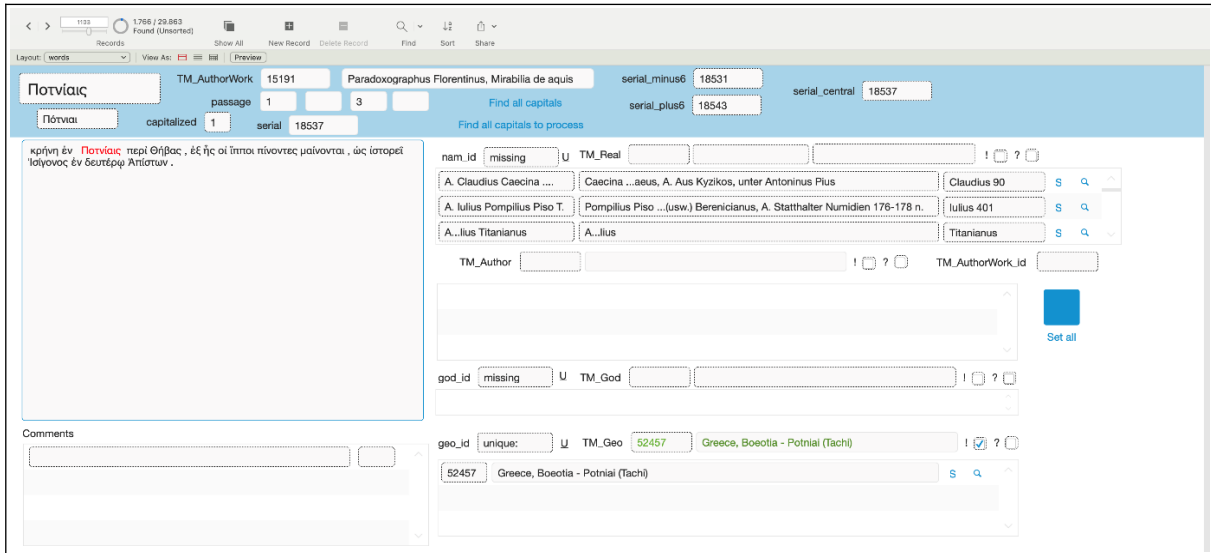 1103 1.766 / 29.863
Found (Unsorted)
Records Show All New Record Delete Record Find Sort Share
Layout: words View As: Preview
Ποτνίαις TM_AuthorWork 15191 Paradoxographus Florentinus, Mirabilia de aquis serial_minus6 18531 serial_central 18537
passage 1 3 Find all capitals serial_plus6 18543
Πότνιαι capitalized 1 serial 18537 Find all capitals to process
κρήνη ἐν Ποτνίαις περὶ Θήβας , ἐξ ἧς οἱ ἵπποι πίνοντες μαίνονται , ὡς ἱστορεῖ
Ἰσίγονος ἐν δευτέρῳ Ἀπίστων .
nam_id missing U TM_Real ! ?
A. Claudius Caecina .... Caecina ...aeus, A. Aus Kyzikos, unter Antoninus Pius Claudius 90 S
A. Iulius Pompilius Piso T. Pompilius Piso ...(usw.) Berenicianus, A. Statthalter Numidien 176-178 n. Iulius 401 S
A...lius Titanianus A...lius Titanianus S
TM_Author ! ? TM_AuthorWork_id
Set all
god_id missing U TM_God ! ?
Comments
geo_id unique: U TM_Geo 52457 Greece, Boeotia - Potniai (Tachi) ! ?
52457 Greece, Boeotia - Potniai (Tachi) S